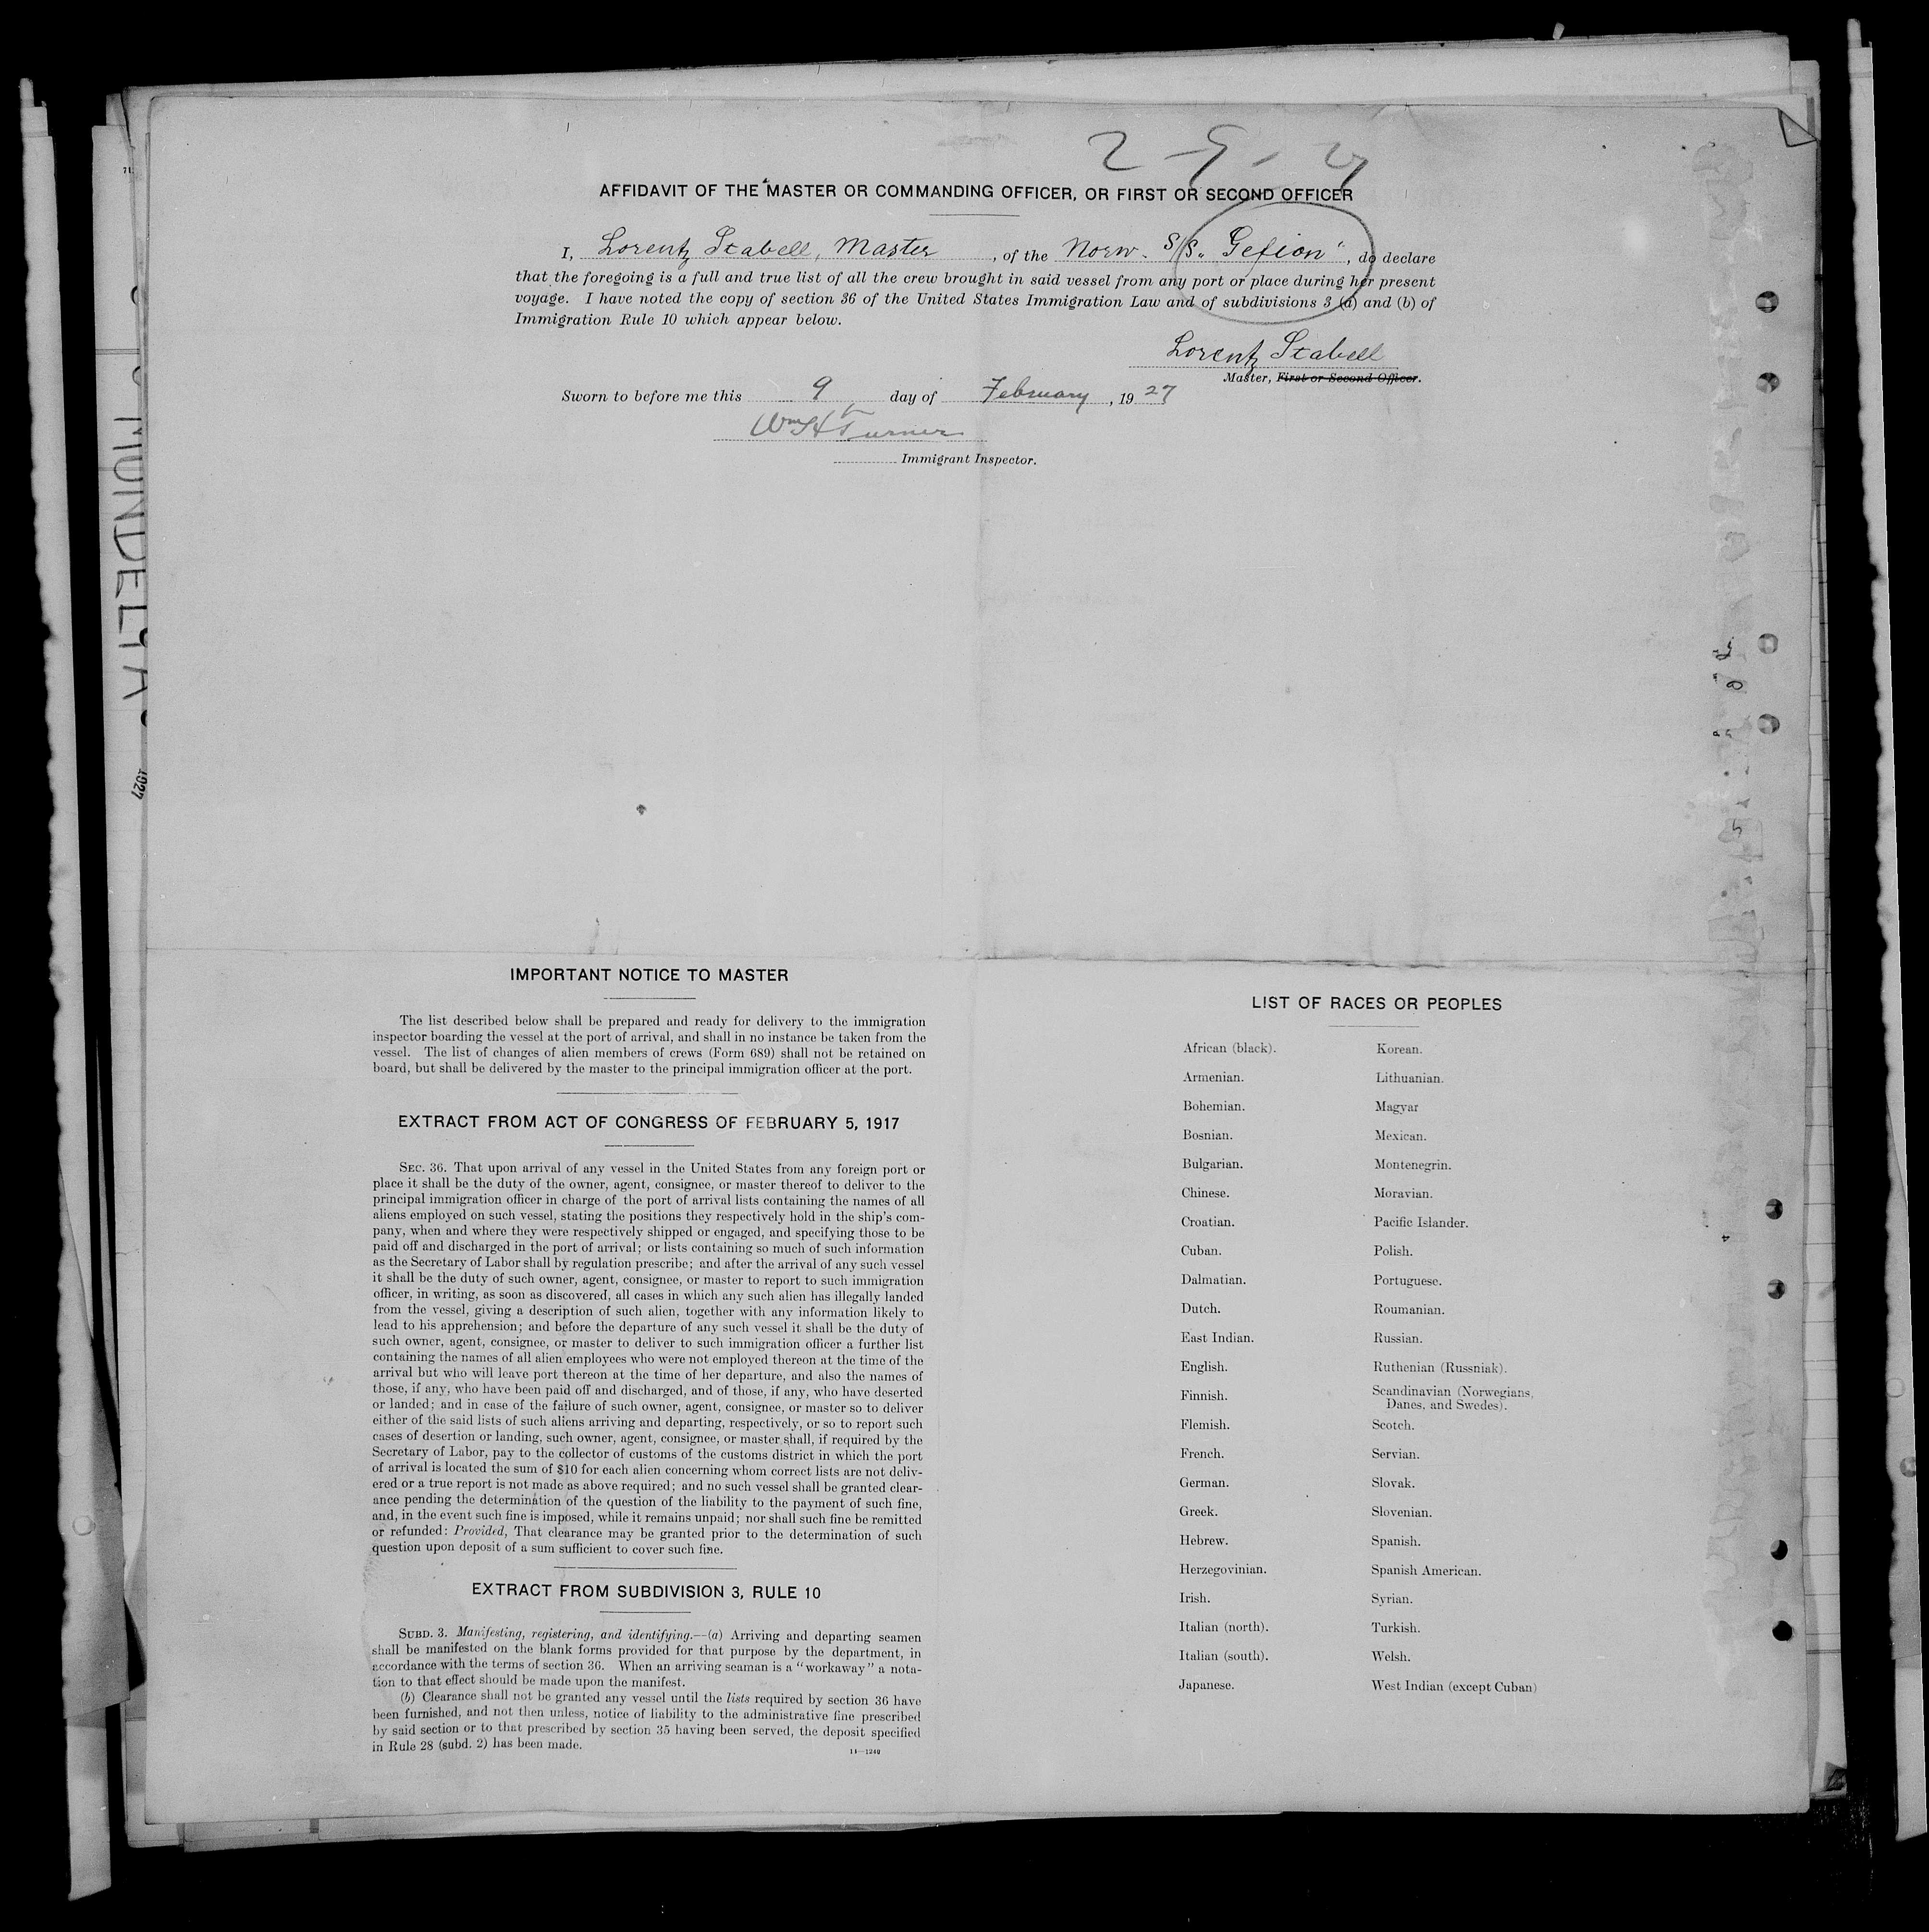 2-9-27
AFFIDAVIT OF THE MASTER OR COMMANDING OFFICER, OR FIRST OR SECOND OFFICER
I, Lorentz Stabell, Master, of the Norw. S/S. "Gefion", do declare
that the foregoing is a full and true list of all the crew brought in said vessel from any port or place during her present
voyage. I have noted the copy of section 36 of the United States Immigration Law and of subdivisions 3 (a) and (b) of
Immigration Rule 10 which appear below.
Lorentz Stabell
Master, First or Second Officer.
Sworn to before me this 9 day of February, 1927
Wm H Turner
Immigrant Inspector.
MUNDELTA
1927
IMPORTANT NOTICE TO MASTER
The list described below shall be prepared and ready for delivery to the immigration
inspector boarding the vessel at the port of arrival, and shall in no instance be taken from the
vessel. The list of changes of alien members of crews (Form 689) shall not be retained on
board, but shall be delivered by the master to the principal immigration officer at the port.
EXTRACT FROM ACT OF CONGRESS OF FEBRUARY 5, 1917
SEC. 36. That upon arrival of any vessel in the United States from any foreign port or
place it shall be the duty of the owner, agent, consignee, or master thereof to deliver to the
principal immigration officer in charge of the port of arrival lists containing the names of all
aliens employed on such vessel, stating the positions they respectively hold in the ship's com-
pany, when and where they were respectively shipped or engaged, and specifying those to be
paid off and discharged in the port of arrival; or lists containing so much of such information
as the Secretary of Labor shall by regulation prescribe; and after the arrival of any such vessel
it shall be the duty of such owner, agent, consignee, or master to report to such immigration
officer, in writing, as soon as discovered, all cases in which any such alien has illegally landed
from the vessel, giving a description of such alien, together with any information likely to
lead to his apprehension; and before the departure of any such vessel it shall be the duty of
such owner, agent, consignee, or master to deliver to such immigration officer a further list
containing the names of all alien employees who were not employed thereon at the time of the
arrival but who will leave port thereon at the time of her departure, and also the names of
those, if any, who have been paid off and discharged, and of those, if any, who have deserted
or landed; and in case of the failure of such owner, agent, consignee, or master so to deliver
either of the said lists of such aliens arriving and departing, respectively, or so to report such
cases of desertion or landing, such owner, agent, consignee, or master shall, if required by the
Secretary of Labor, pay to the collector of customs of the customs district in which the port
of arrival is located the sum of $10 for each alien concerning whom correct lists are not deliv-
ered or a true report is not made as above required; and no such vessel shall be granted clear-
ance pending the determination of the question of the liability to the payment of such fine,
and, in the event such fine is imposed, while it remains unpaid; nor shall such fine be remitted
or refunded: Provided, That clearance may be granted prior to the determination of such
question upon deposit of a sum sufficient to cover such fine.
EXTRACT FROM SUBDIVISION 3, RULE 10
SUBD. 3. Manifesting, registering, and identifying.—(a) Arriving and departing seamen
shall be manifested on the blank forms provided for that purpose by the department, in
accordance with the terms of section 36. When an arriving seaman is a "workaway" a nota-
tion to that effect should be made upon the manifest.
(b) Clearance shall not be granted any vessel until the lists required by section 36 have
been furnished, and not then unless, notice of liability to the administrative fine prescribed
by said section or to that prescribed by section 35 having been served, the deposit specified
in Rule 28 (subd. 2) has been made.
14—1240
LIST OF RACES OR PEOPLES
African (black).
Armenian.
Bohemian.
Bosnian.
Bulgarian.
Chinese.
Croatian.
Cuban.
Dalmatian.
Dutch.
East Indian.
English.
Finnish.
Flemish.
French.
German.
Greek.
Hebrew.
Herzegovinian.
Irish.
Italian (north).
Italian (south).
Japanese.
Korean.
Lithuanian.
Magyar
Mexican.
Montenegrin.
Moravian.
Pacific Islander.
Polish.
Portuguese.
Roumanian.
Russian.
Ruthenian (Russniak).
Scandinavian (Norwegians,
Danes, and Swedes).
Scotch.
Servian.
Slovak.
Slovenian.
Spanish.
Spanish American.
Syrian.
Turkish.
Welsh.
West Indian (except Cuban)